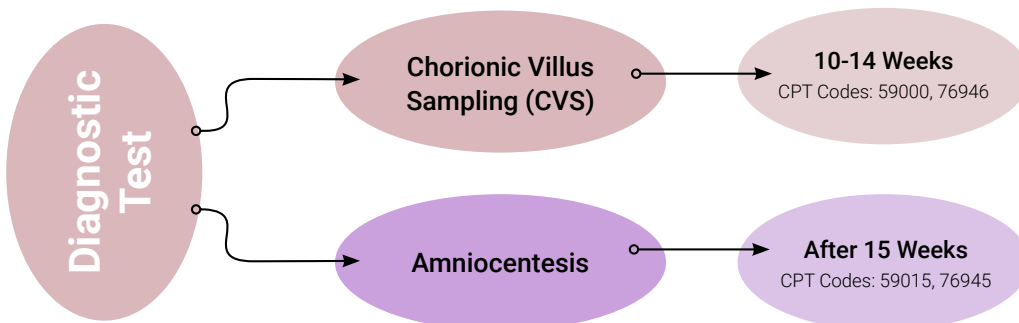 Diagnostic
Test
Chorionic Villus
Sampling (CVS)
10-14 Weeks
CPT Codes: 59000, 76946
Amniocentesis
After 15 Weeks
CPT Codes: 59015, 76945